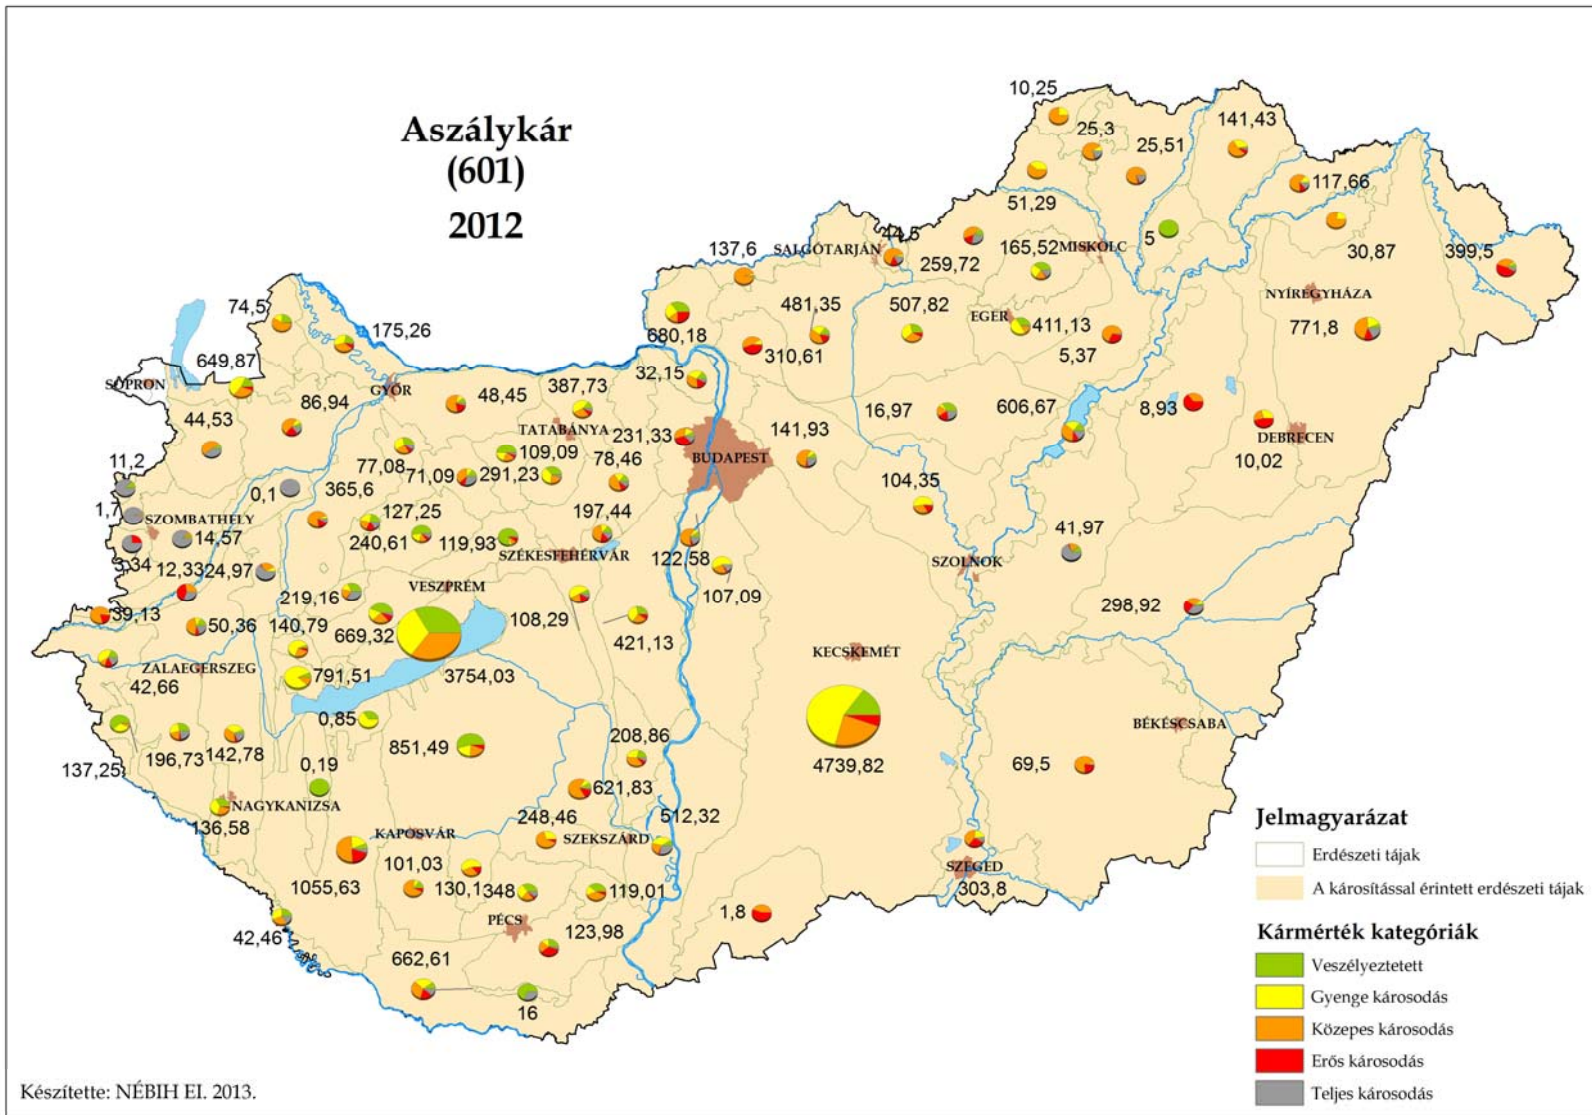 Aszálykár
(601)
2012
10,25
25,3
25,51
141,43
117,66
51,29
44,5
137,6
SALGÓTARJÁN
259,72
165,52
MISKOLC
5
30,87
399,5
NYÍREGYHÁZA
74,5
175,26
680,18
481,35
507,82
EGER
411,13
5,37
771,8
649,87
SOPRON
GYŐR
310,61
32,15
387,73
48,45
86,94
44,53
TATABÁNYA
231,33
141,93
16,97
606,67
8,93
DEBRECEN
10,02
BUDAPEST
109,09
78,46
77,08
71,09
291,23
11,2
0,1
365,6
104,35
1,7
SZOMBATHELY
127,25
197,44
14,57
240,61
119,93
SZÉKESFEHÉRVÁR
122,58
41,97
SZOLNOK
3,34
12,33
24,97
107,09
VESZPRÉM
219,16
108,29
298,92
39,13
50,36
140,79
669,32
421,13
KECSKEMÉT
ZALAEGERSZEG
791,51
3754,03
42,66
0,85
BÉKÉSCSABA
196,73
142,78
851,49
208,86
4739,82
69,5
137,25
0,19
621,83
NAGYKANIZSA
136,58
248,46
512,32
KAPOSVÁR
SZEKSZÁRD
101,03
SZEGED
303,8
1055,63
130,1
348
119,01
1,8
PÉCS
42,46
123,98
662,61
16
Jelmagyarázat
Erdészeti tájak
A károsítással érintett erdészeti tájak
Kármérték kategóriák
Veszélyeztetett
Gyenge károsodás
Közepes károsodás
Erős károsodás
Teljes károsodás
Készítette: NÉBIH EI. 2013.